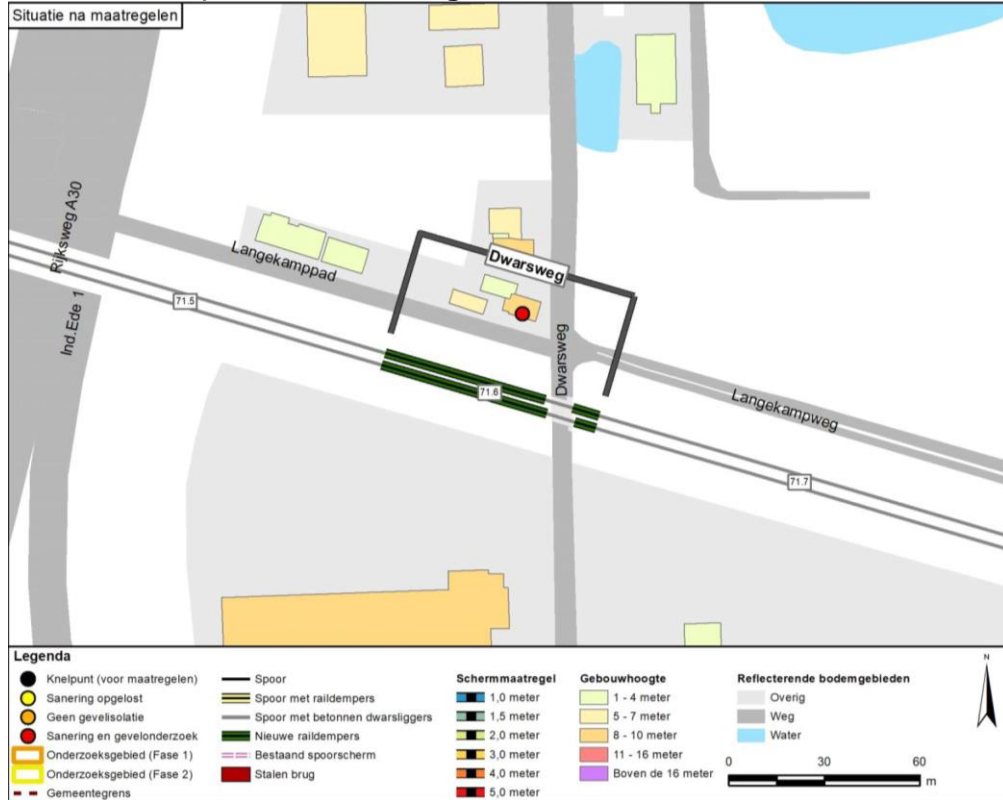 Situatie na maatregelen
Rijksweg A30
Langekamppad
Dwarsweg
71.5
Ind.Ede 1
Dwarsweg
71.6
Langekampweg
71.7
Legenda
Knelpunt (voor maatregelen)
Sanering opgelost
Geen gevelisolatie
Sanering en gevelonderzoek
Onderzoeksgebied (Fase 1)
Onderzoeksgebied (Fase 2)
Gemeentegrens
Spoor
Spoor met raildempers
Spoor met betonnen dwarsliggers
Nieuwe raildempers
Bestaand spoorscherm
Stalen brug
Schermmaatregel
1,0 meter
1,5 meter
2,0 meter
3,0 meter
4,0 meter
5,0 meter
Gebouwhoogte
1 - 4 meter
5 - 7 meter
8 - 10 meter
11 - 16 meter
Boven de 16 meter
Reflecterende bodemgebieden
Overig
Weg
Water
N
0 30 60
m